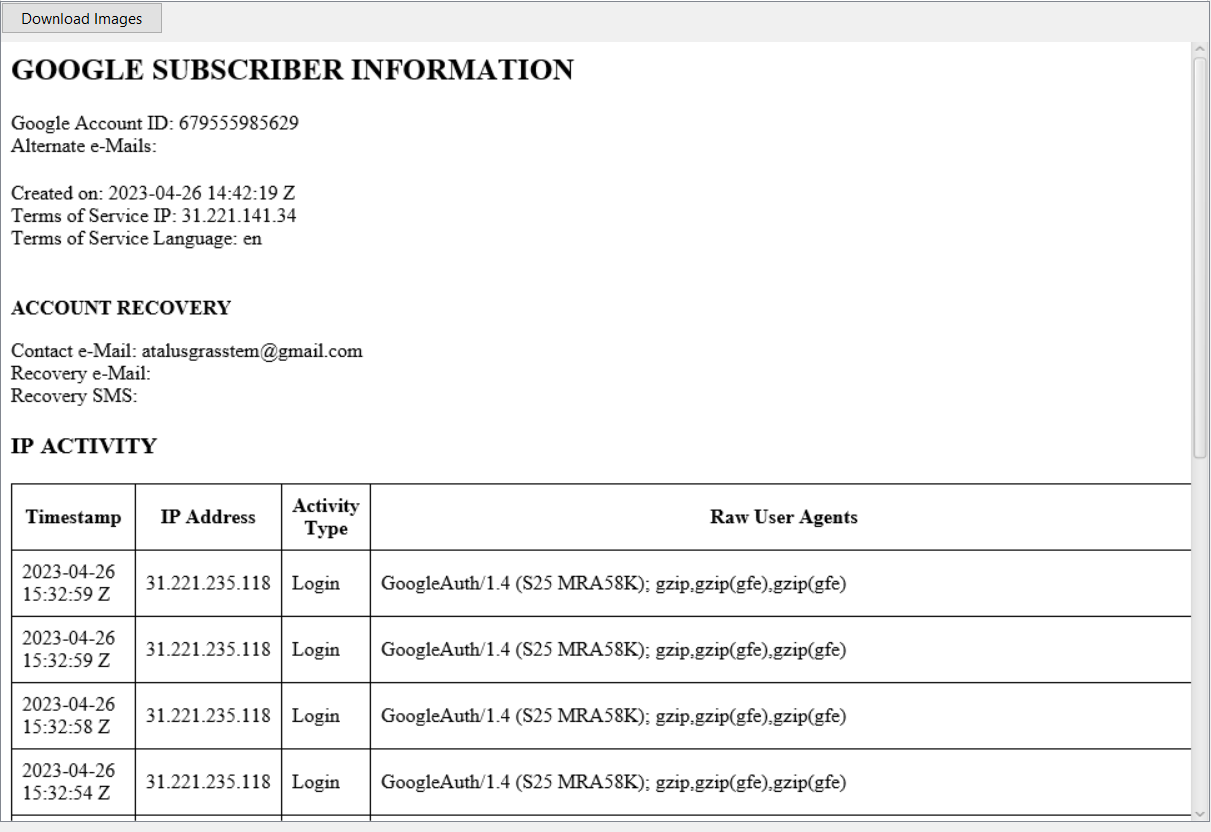 Download Images
GOOGLE SUBSCRIBER INFORMATION
Google Account ID: 679555985629
Alternate e-Mails:
Created on: 2023-04-26 14:42:19 Z
Terms of Service IP: 31.221.141.34
Terms of Service Language: en
ACCOUNT RECOVERY
Contact e-Mail: atalusgrasstem@gmail.com
Recovery e-Mail:
Recovery SMS:
IP ACTIVITY
Timestamp IP Address Activity Type Raw User Agents
2023-04-26 15:32:59 Z 31.221.235.118 Login GoogleAuth/1.4 (S25 MRA58K); gzip,gzip(gfe),gzip(gfe)
2023-04-26 15:32:59 Z 31.221.235.118 Login GoogleAuth/1.4 (S25 MRA58K); gzip,gzip(gfe),gzip(gfe)
2023-04-26 15:32:58 Z 31.221.235.118 Login GoogleAuth/1.4 (S25 MRA58K); gzip,gzip(gfe),gzip(gfe)
2023-04-26 15:32:54 Z 31.221.235.118 Login GoogleAuth/1.4 (S25 MRA58K); gzip,gzip(gfe),gzip(gfe)